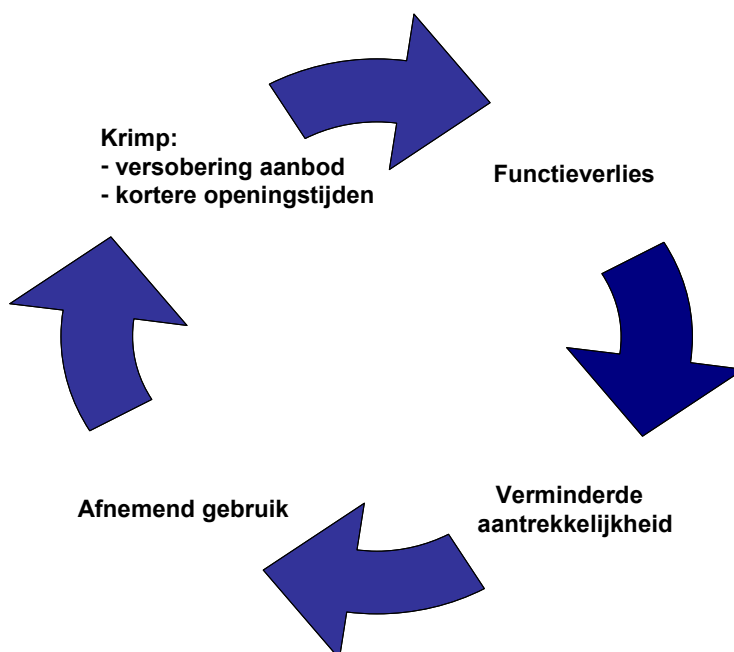 Krimp:
- versobering aanbod
- kortere openingstijden
Functieverlies
Verminderde
aantrekkelijkheid
Afnemend gebruik